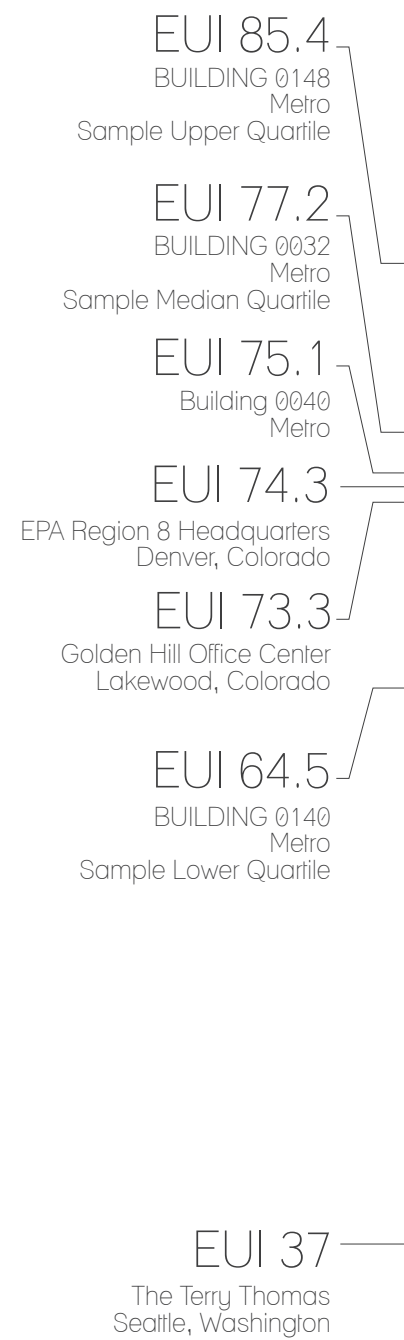 EUI 85.4
BUILDING 0148
Metro
Sample Upper Quartile
EUI 77.2
BUILDING 0032
Metro
Sample Median Quartile
EUI 75.1
Building 0040
Metro
EUI 74.3
EPA Region 8 Headquarters
Denver, Colorado
EUI 73.3
Golden Hill Office Center
Lakewood, Colorado
EUI 64.5
BUILDING 0140
Metro
Sample Lower Quartile
EUI 37
The Terry Thomas
Seattle, Washington